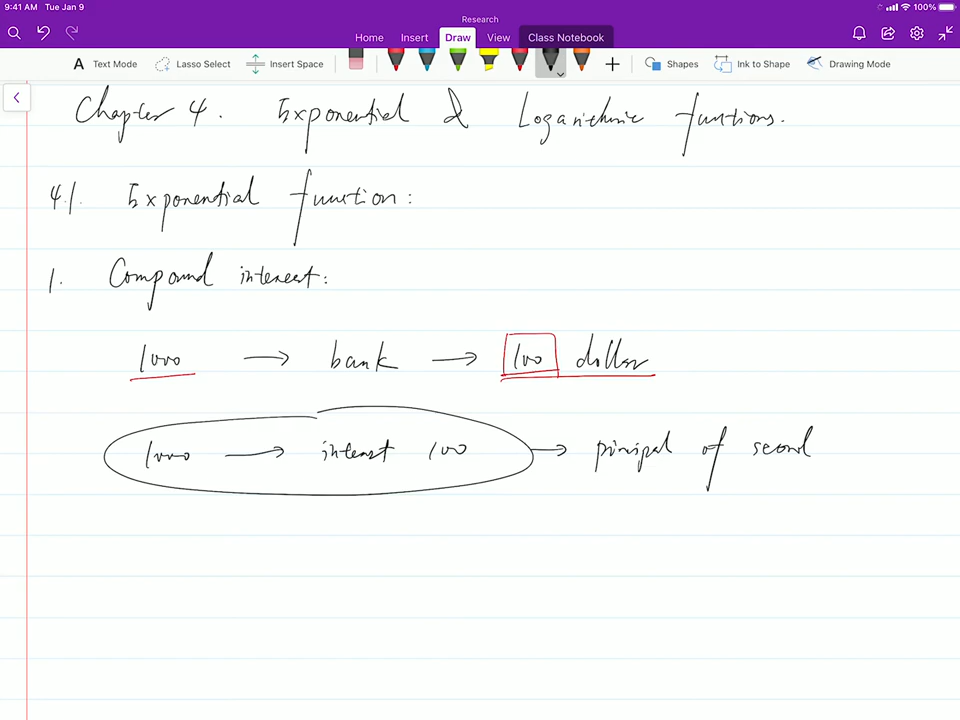 9:41 AM Tue Jan 9 100%
Research
Home Insert Draw View Class Notebook
Text Mode Lasso Select Insert Space Shapes Ink to Shape Drawing Mode
Chapter 4. Exponential & Logarithmic functions.
4.1. Exponential function:
1. Compound interest:
1000 → bank → 100 dollar
1000 → interest 100 → principal of second